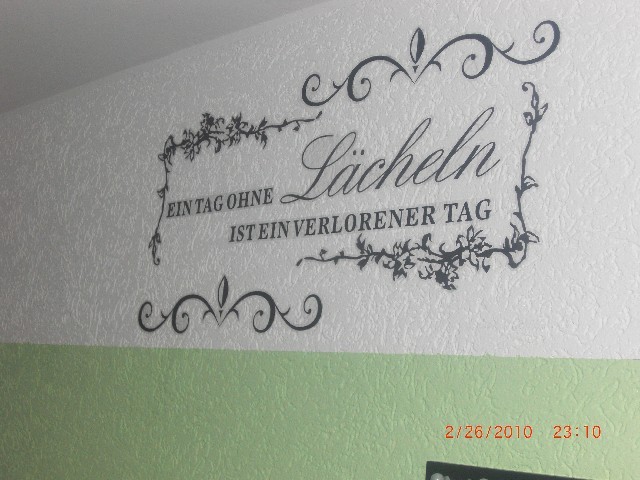 EIN TAG OHNE Lächeln
IST EIN VERLORENER TAG
2/26/2010 23:10